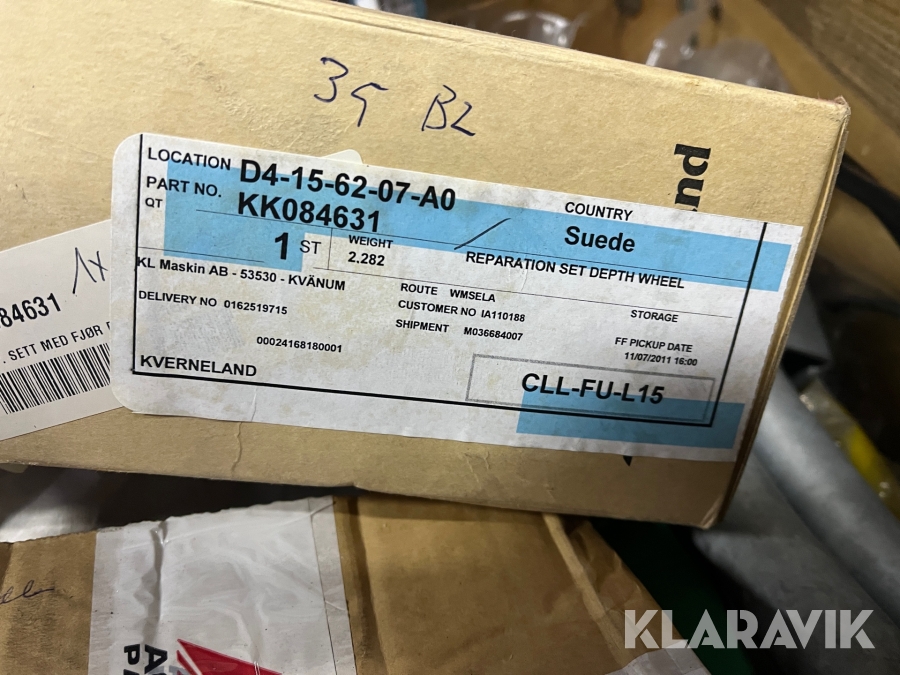 35 BL
nd
LOCATION D4-15-62-07-A0
PART NO. KK084631 / COUNTRY Suede
QT 1 ST WEIGHT 2.282 REPARATION SET DEPTH WHEEL
KL Maskin AB - 53530 - KVÄNUM
ROUTE WMSELA
STORAGE
DELIVERY NO 0162519715
CUSTOMER NO IA110188
SHIPMENT M036684007
FF PICKUP DATE
11/07/2011 16:00
00024168180001
KVERNELAND
CLL-FU-L15
1x
84631
. SETT MED FJØR
KLARAVIK